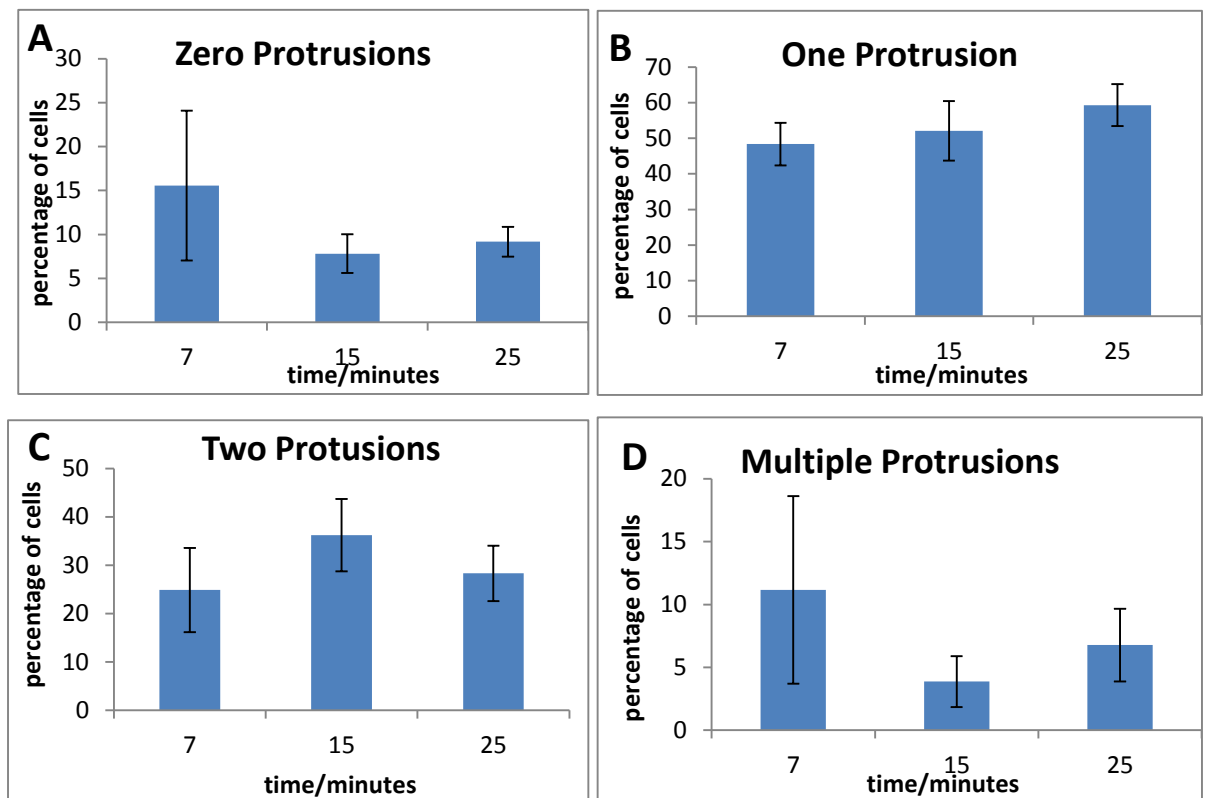 A
Zero Protrusions
percentage of cells
30
25
20
15
10
5
0
7 15 25
time/minutes
B
One Protrusion
percentage of cells
70
60
50
40
30
20
10
0
7 15 25
time/minutes
C
Two Protusions
percentage of cells
50
40
30
20
10
0
7 15 25
time/minutes
D
Multiple Protrusions
percentage of cells
20
15
10
5
0
7 15 25
time/minutes